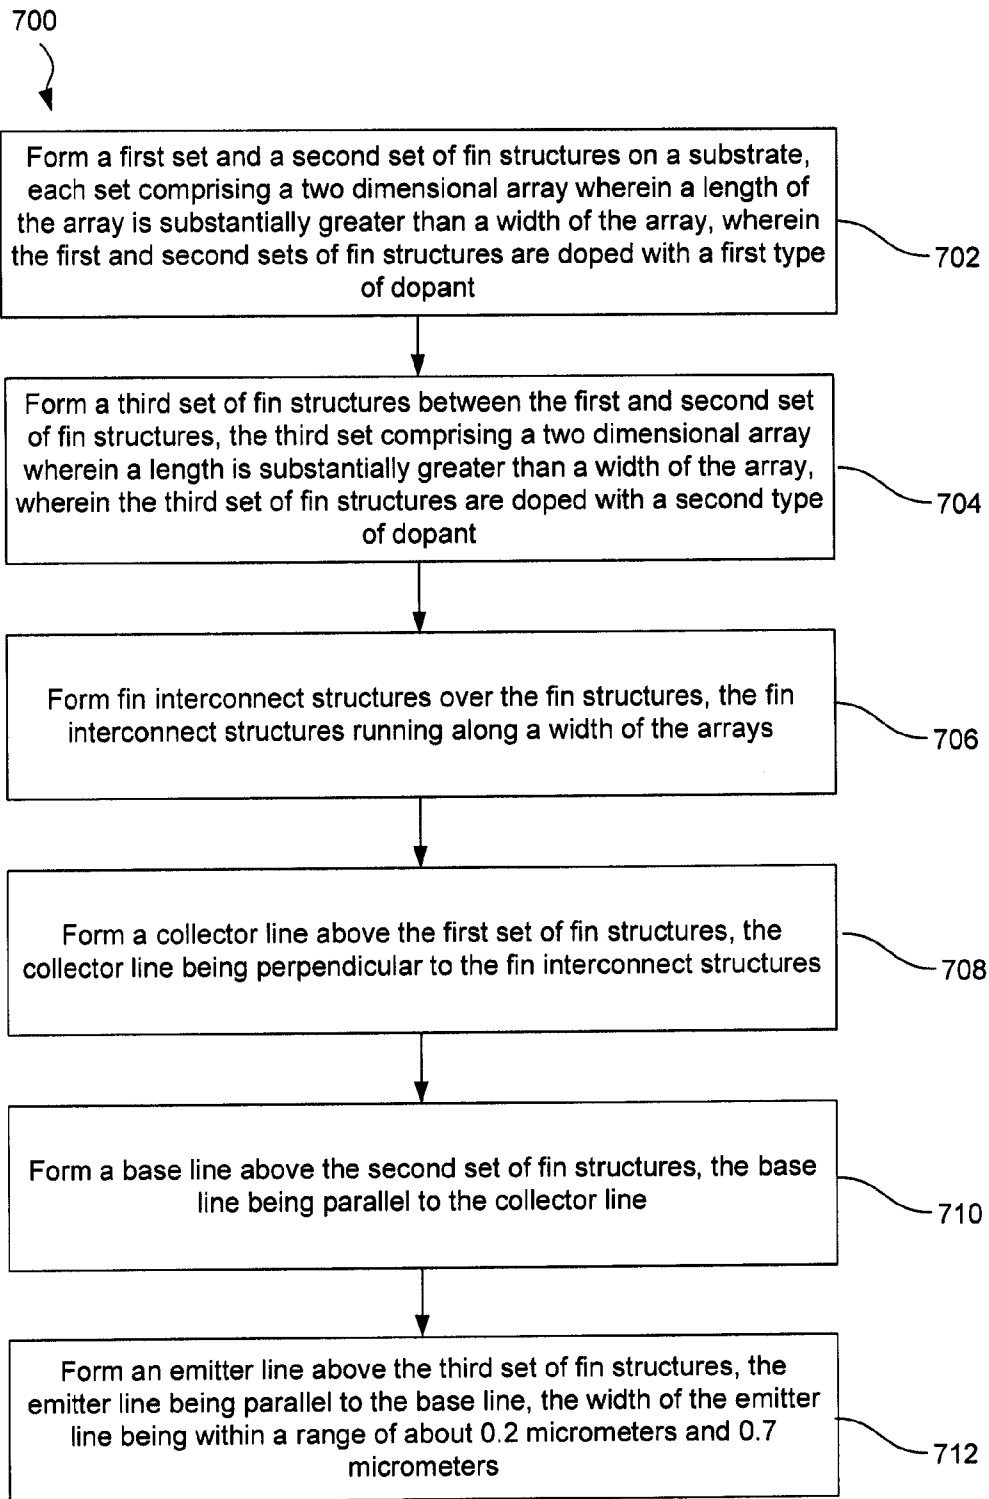 700
Form a first set and a second set of fin structures on a substrate,
each set comprising a two dimensional array wherein a length of
the array is substantially greater than a width of the array, wherein
the first and second sets of fin structures are doped with a first type
of dopant
702
Form a third set of fin structures between the first and second set
of fin structures, the third set comprising a two dimensional array
wherein a length is substantially greater than a width of the array,
wherein the third set of fin structures are doped with a second type
of dopant
704
Form fin interconnect structures over the fin structures, the fin
interconnect structures running along a width of the arrays
706
Form a collector line above the first set of fin structures, the
collector line being perpendicular to the fin interconnect structures
708
Form a base line above the second set of fin structures, the base
line being parallel to the collector line
710
Form an emitter line above the third set of fin structures, the
emitter line being parallel to the base line, the width of the emitter
line being within a range of about 0.2 micrometers and 0.7
micrometers
712